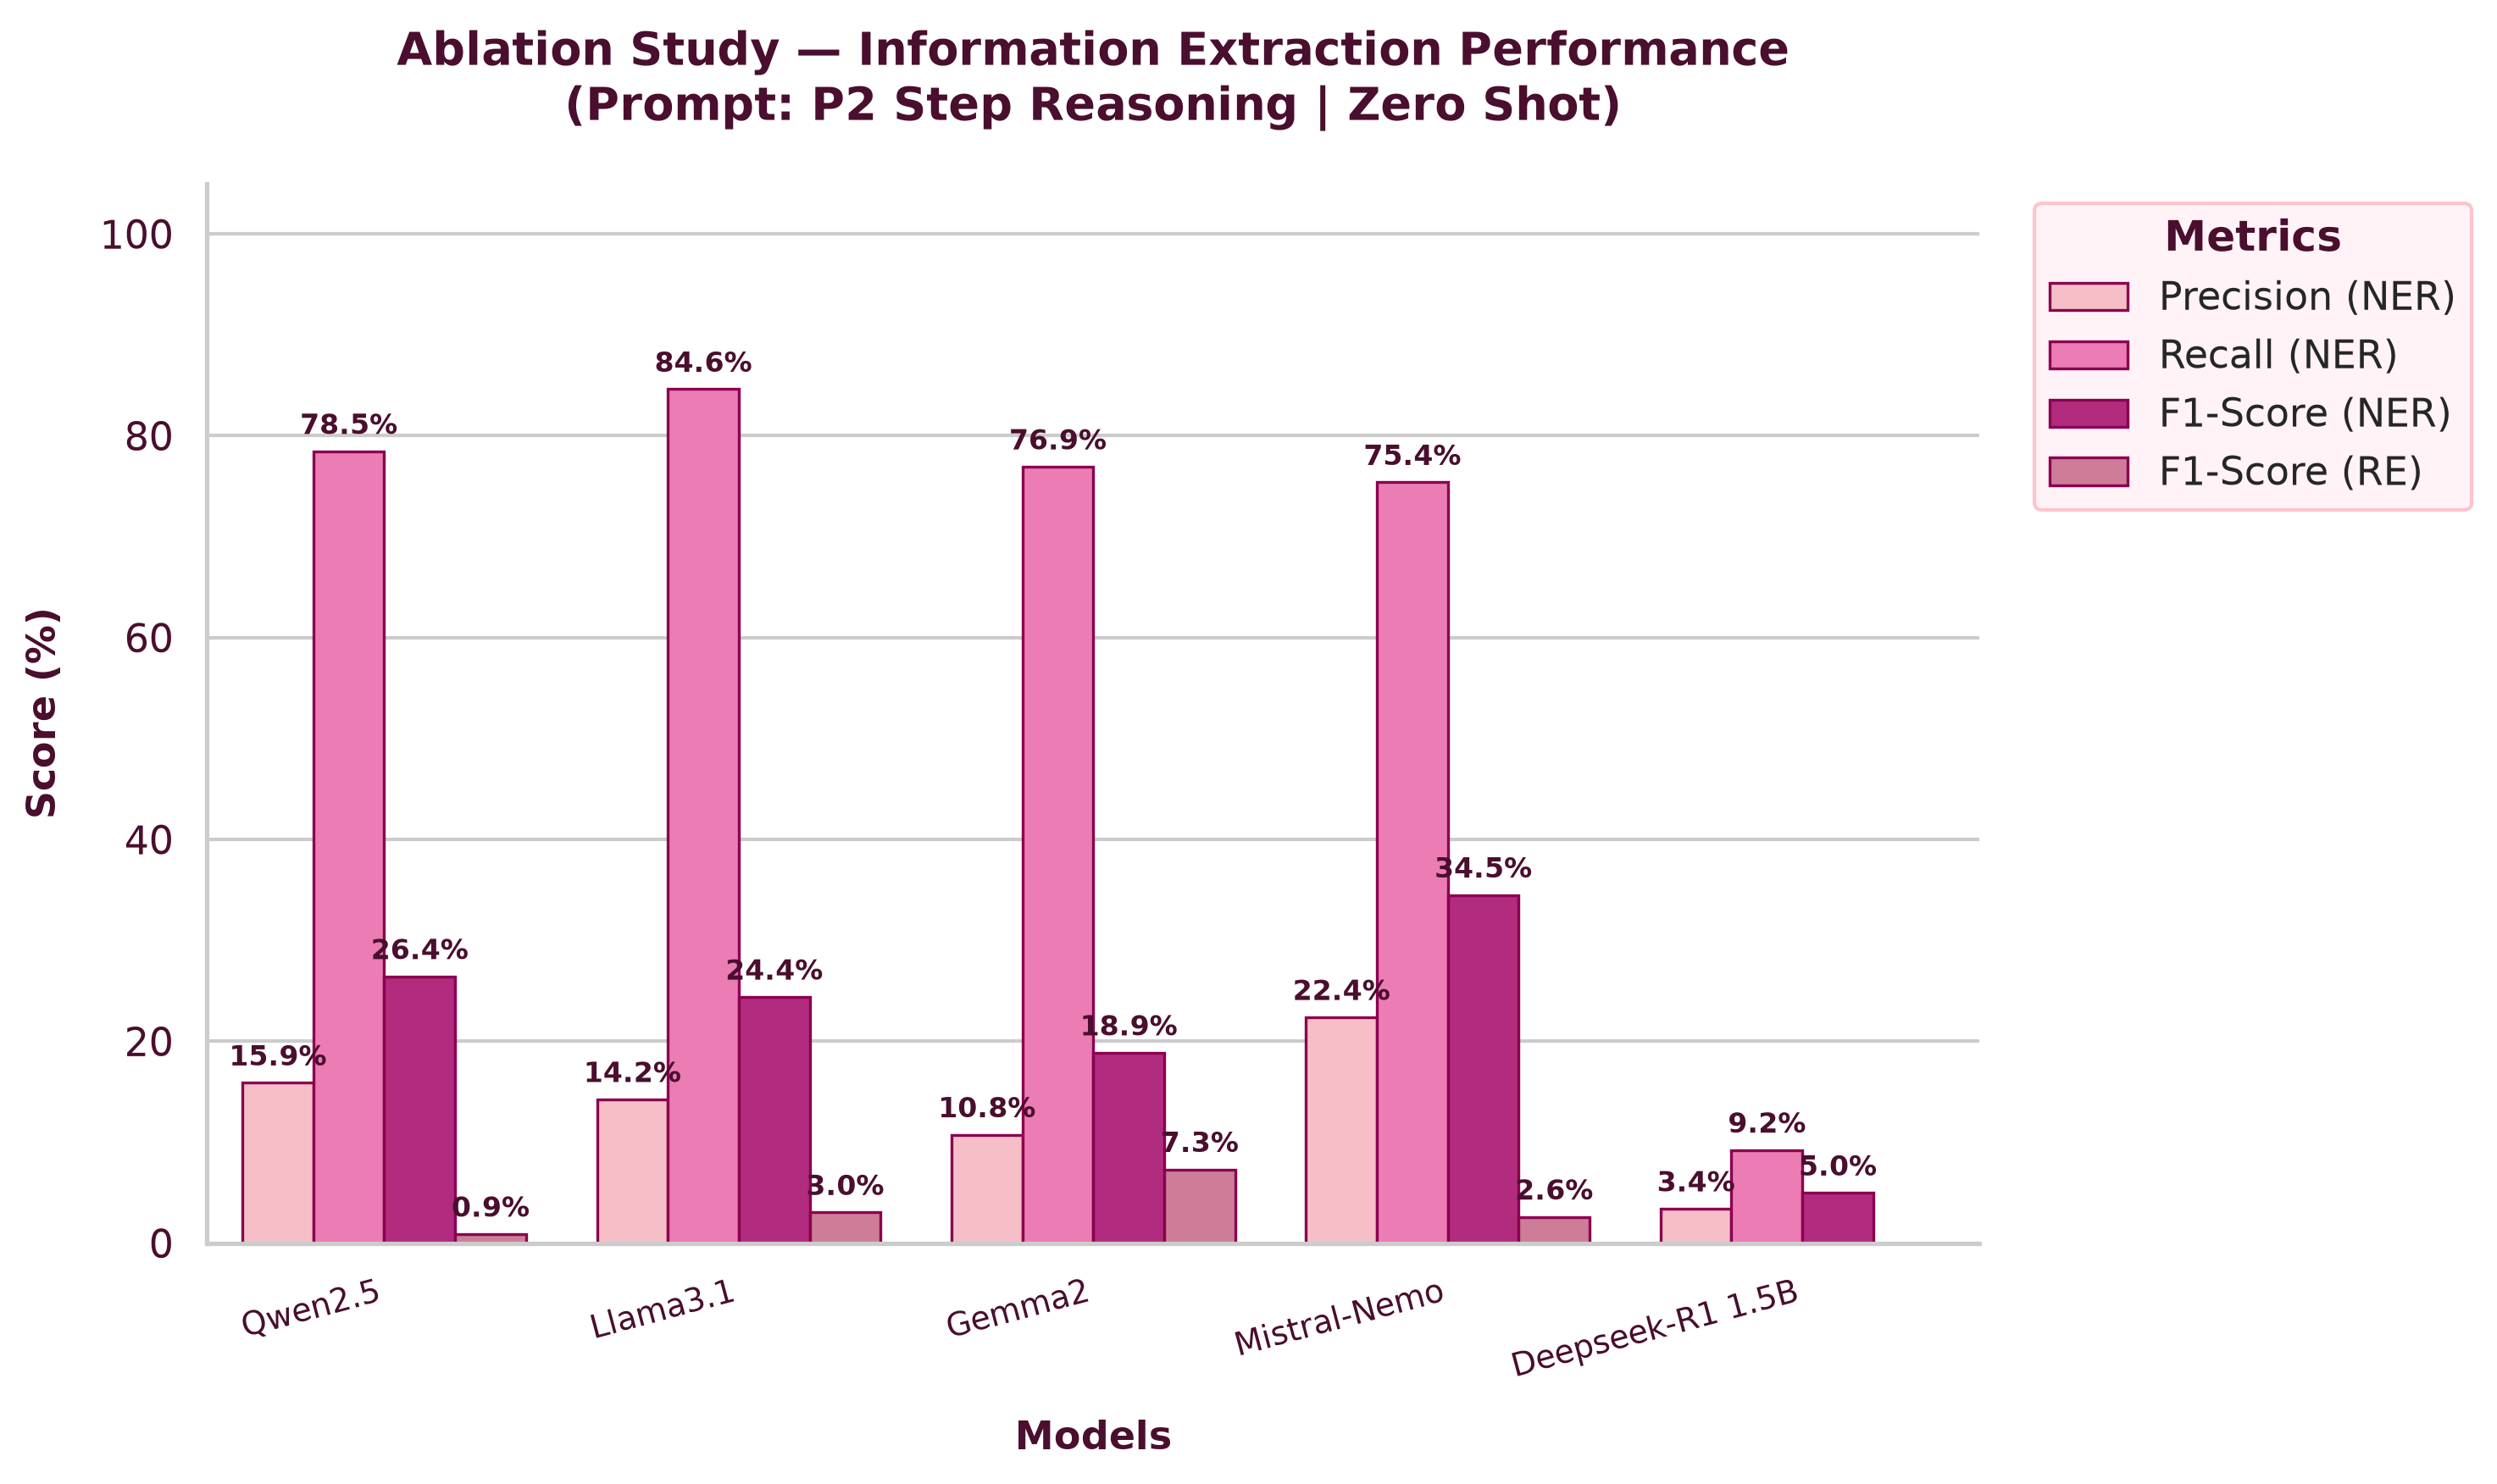 Ablation Study — Information Extraction Performance
(Prompt: P2 Step Reasoning | Zero Shot)
Score (%)
100
80
60
40
20
0
15.9%
78.5%
26.4%
0.9%
14.2%
84.6%
24.4%
3.0%
10.8%
76.9%
18.9%
7.3%
22.4%
75.4%
34.5%
2.6%
3.4%
9.2%
5.0%
Qwen2.5
Llama3.1
Gemma2
Mistral-Nemo
Deepseek-R1 1.5B
Models
Metrics
Precision (NER)
Recall (NER)
F1-Score (NER)
F1-Score (RE)